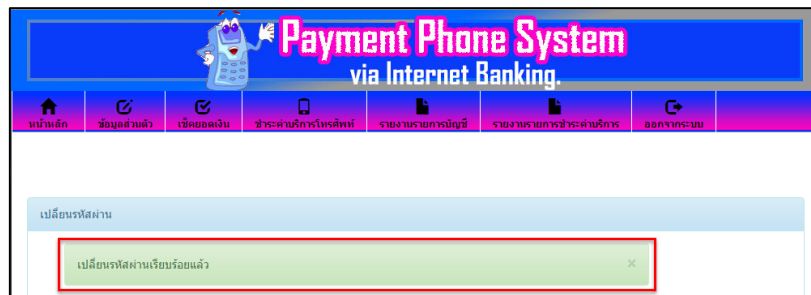 Payment Phone System
via Internet Banking.
หน้าหลัก ข้อมูลส่วนตัว เช็คยอดเงิน ชำระค่าบริการโทรศัพท์ รายงานรายการบัญชี รายงานรายการชำระค่าบริการ ออกจากระบบ
เปลี่ยนรหัสผ่าน
เปลี่ยนรหัสผ่านเรียบร้อยแล้ว ×